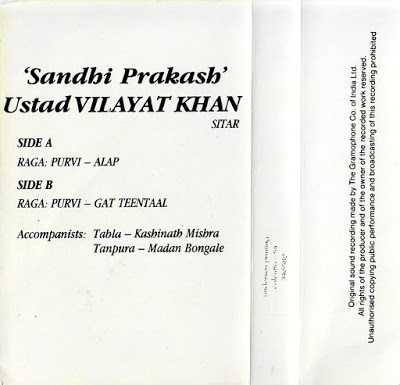 'Sandhi Prakash'
Ustad VILAYAT KHAN
SITAR
SIDE A
RAGA: PURVI – ALAP
SIDE B
RAGA: PURVI – GAT TEENTAAL
Accompanists: Tabla – Kashinath Mishra
Tanpura – Madan Bongale
Original sound recording made by The Gramophone Co. of India Ltd.
All rights of the producer and of the owner of the recorded work reserved.
Unauthorised copying public performance and broadcasting of this recording prohibited